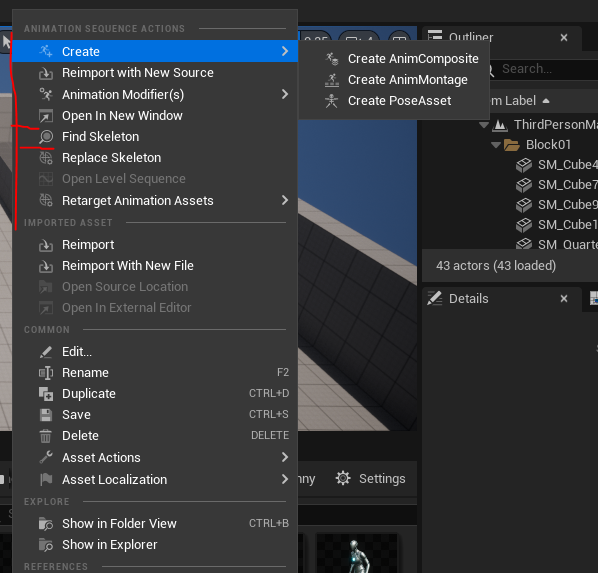 ANIMATION SEQUENCE ACTIONS
Create
Reimport with New Source
Animation Modifier(s)
Open In New Window
Find Skeleton
Replace Skeleton
Open Level Sequence
Retarget Animation Assets
IMPORTED ASSET
Reimport
Reimport With New File
Open Source Location
Open In External Editor
COMMON
Edit...
Rename F2
Duplicate CTRL+D
Save CTRL+S
Delete DELETE
Asset Actions
Asset Localization
EXPLORE
Show in Folder View CTRL+B
Show in Explorer
REFERENCES
Create AnimComposite
Create AnimMontage
Create PoseAsset
Outliner
Search...
em Label
ThirdPersonMa
Block01
SM_Cube4
SM_Cube7
SM_Cube9
SM_Cube1
SM_Quarte
43 actors (43 loaded)
Details
nny
Settings